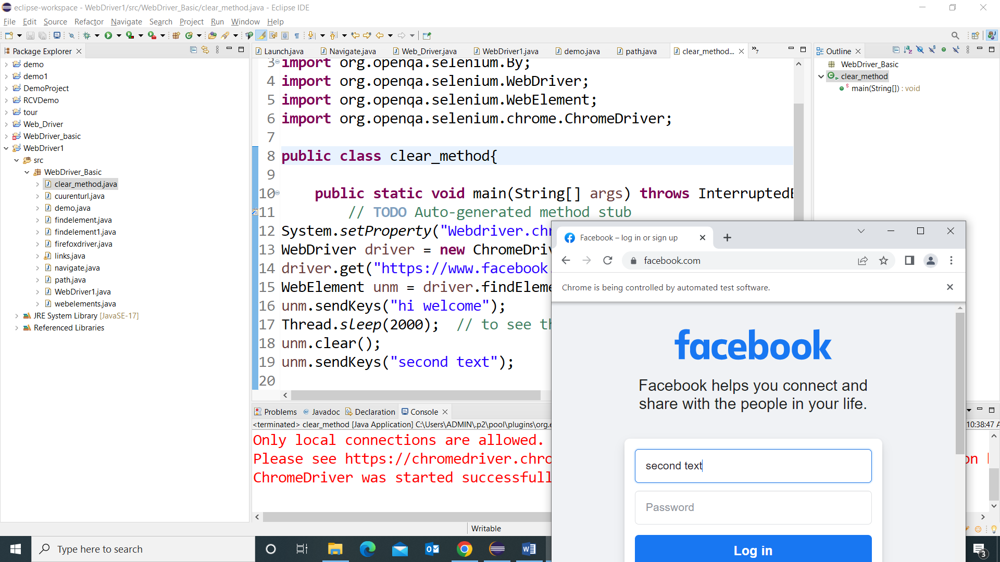 eclipse-workspace - WebDriver1/src/WebDriver_Basic/clear_method.java - Eclipse IDE
File Edit Source Refactor Navigate Search Project Run Window Help
Package Explorer
demo
demo1
DemoProject
RCVDemo
tour
Web_Driver
WebDriver_basic
WebDriver1
src
WebDriver_Basic
clear_method.java
cuurenturl.java
demo.java
findelement.java
findelement1.java
firefoxdriver.java
links.java
navigate.java
path.java
WebDriver1.java
webelements.java
JRE System Library [JavaSE-17]
Referenced Libraries
Launch.java Navigate.java Web_Driver.java WebDriver1.java demo.java path.java clear_method... »7
3 import org.openqa.selenium.By;
4 import org.openqa.selenium.WebDriver;
5 import org.openqa.selenium.WebElement;
6 import org.openqa.selenium.chrome.ChromeDriver;
7
8 public class clear_method{
9
10 public static void main(String[] args) throws InterruptedE
11 // TODO Auto-generated method stub
12 System.setProperty("Webdriver.chr
13 WebDriver driver = new ChromeDriv
14 driver.get("https://www.facebook.
15 WebElement unm = driver.findEleme
16 unm.sendKeys("hi welcome");
17 Thread.sleep(2000); // to see th
18 unm.clear();
19 unm.sendKeys("second text");
20
Outline
WebDriver_Basic
clear_method
main(String[]) : void
Problems @ Javadoc Declaration Console
<terminated> clear_method [Java Application] C:\Users\ADMIN\.p2\pool\plugins\org.e
10:38:47 A
Only local connections are allowed.
Please see https://chromedriver.chro
on
ChromeDriver was started successfull
Writable
Facebook – log in or sign up
facebook.com
Chrome is being controlled by automated test software.
facebook
Facebook helps you connect and
share with the people in your life.
second text
Password
Log in
Type here to search
3